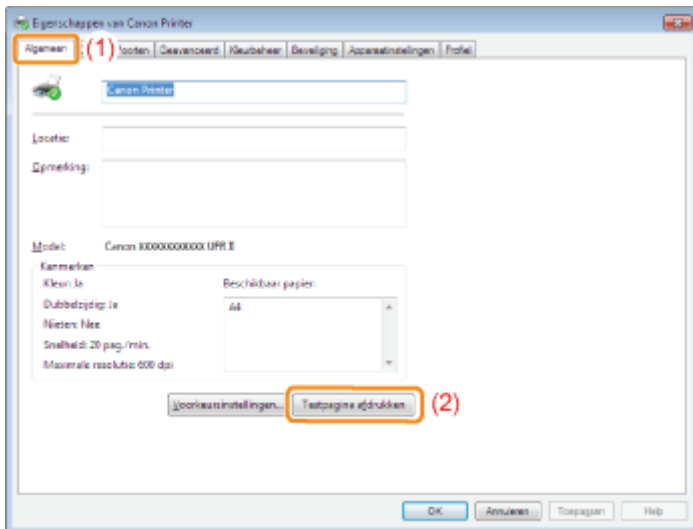 Eigenschappen van Canon Printer
Algemeen (1) Poorten Geavanceerd Kleurbeheer Beveiliging Apparaatinstellingen Profiel
Canon Printer
Locatie:
Opmerking:
Model: Canon XXXXXXXXXXX UFR II
Kenmerken
Kleur: Ja Beschikbaar papier:
Dubbelzijdig: Ja A4
Nieten: Nee
Snelheid: 20 pag./min.
Maximale resolutie: 600 dpi
Voorkeursinstellingen... Testpagina afdrukken (2)
OK Annuleren Toepassen Help